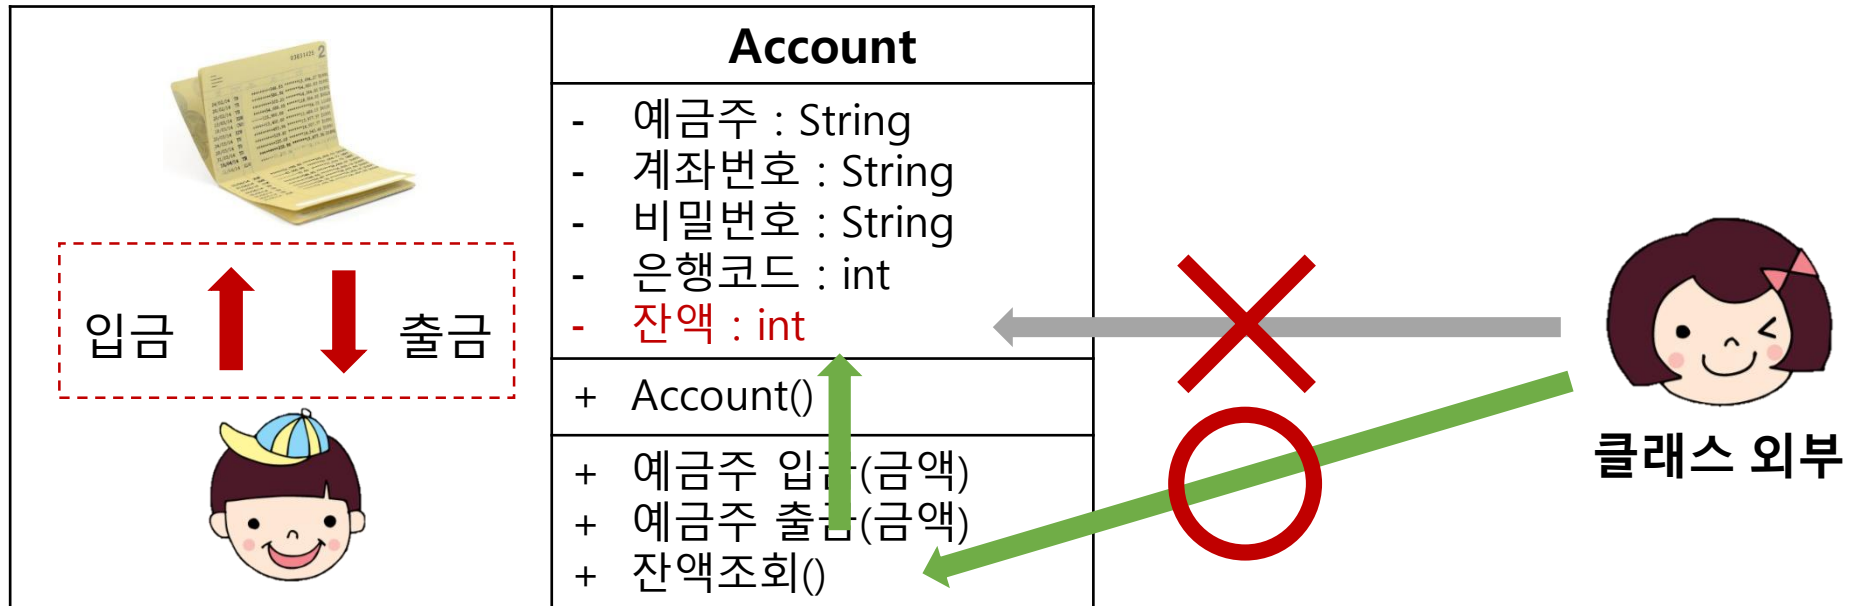 Account
- 예금주 : String
- 계좌번호 : String
- 비밀번호 : String
- 은행코드 : int
- 잔액 : int
+ Account()
+ 예금주 입금(금액)
+ 예금주 출금(금액)
+ 잔액조회()
입금
출금
클래스 외부